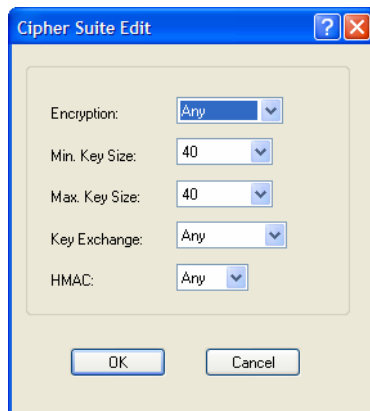 Cipher Suite Edit
Encryption: Any
Min. Key Size: 40
Max. Key Size: 40
Key Exchange: Any
HMAC: Any
OK Cancel